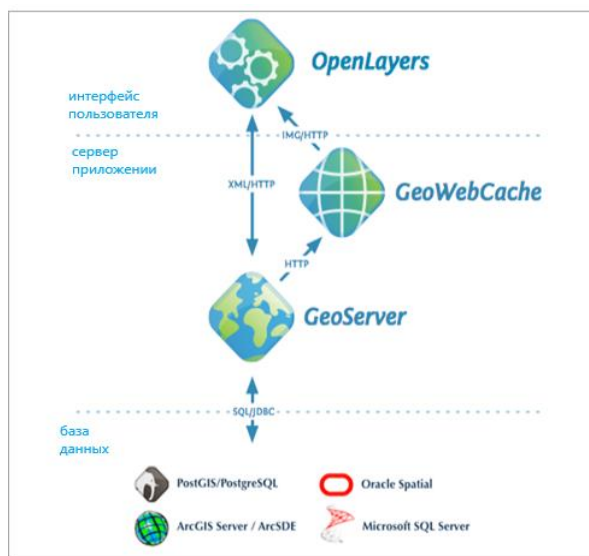 OpenLayers
интерфейс
пользователя
IMG/HTTP
сервер
приложении
XML/HTTP
GeoWebCache
HTTP
GeoServer
SQL/JDBC
база
данных
PostGIS/PostgreSQL
Oracle Spatial
ArcGIS Server / ArcSDE
Microsoft SQL Server